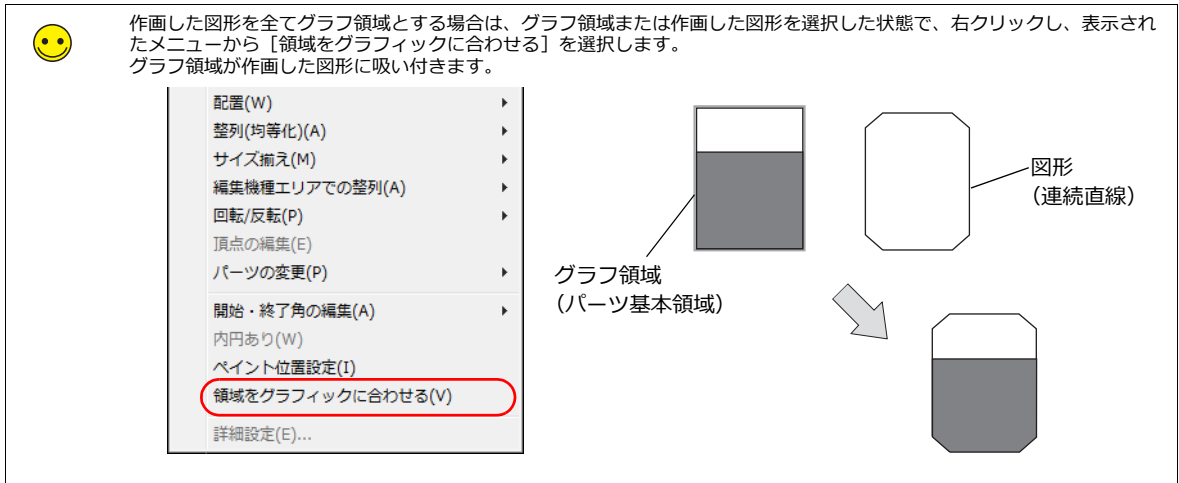 作画した図形を全てグラフ領域とする場合は、グラフ領域または作画した図形を選択した状態で、右クリックし、表示され
たメニューから［領域をグラフィックに合わせる］を選択します。
グラフ領域が作画した図形に吸い付きます。
配置(W)
整列(均等化)(A)
サイズ揃え(M)
編集機種エリアでの整列(A)
回転/反転(P)
頂点の編集(E)
パーツの変更(P)
開始・終了角の編集(A)
内円あり(W)
ペイント位置設定(I)
領域をグラフィックに合わせる(V)
詳細設定(E)...
グラフ領域
（パーツ基本領域）
図形
（連続直線）